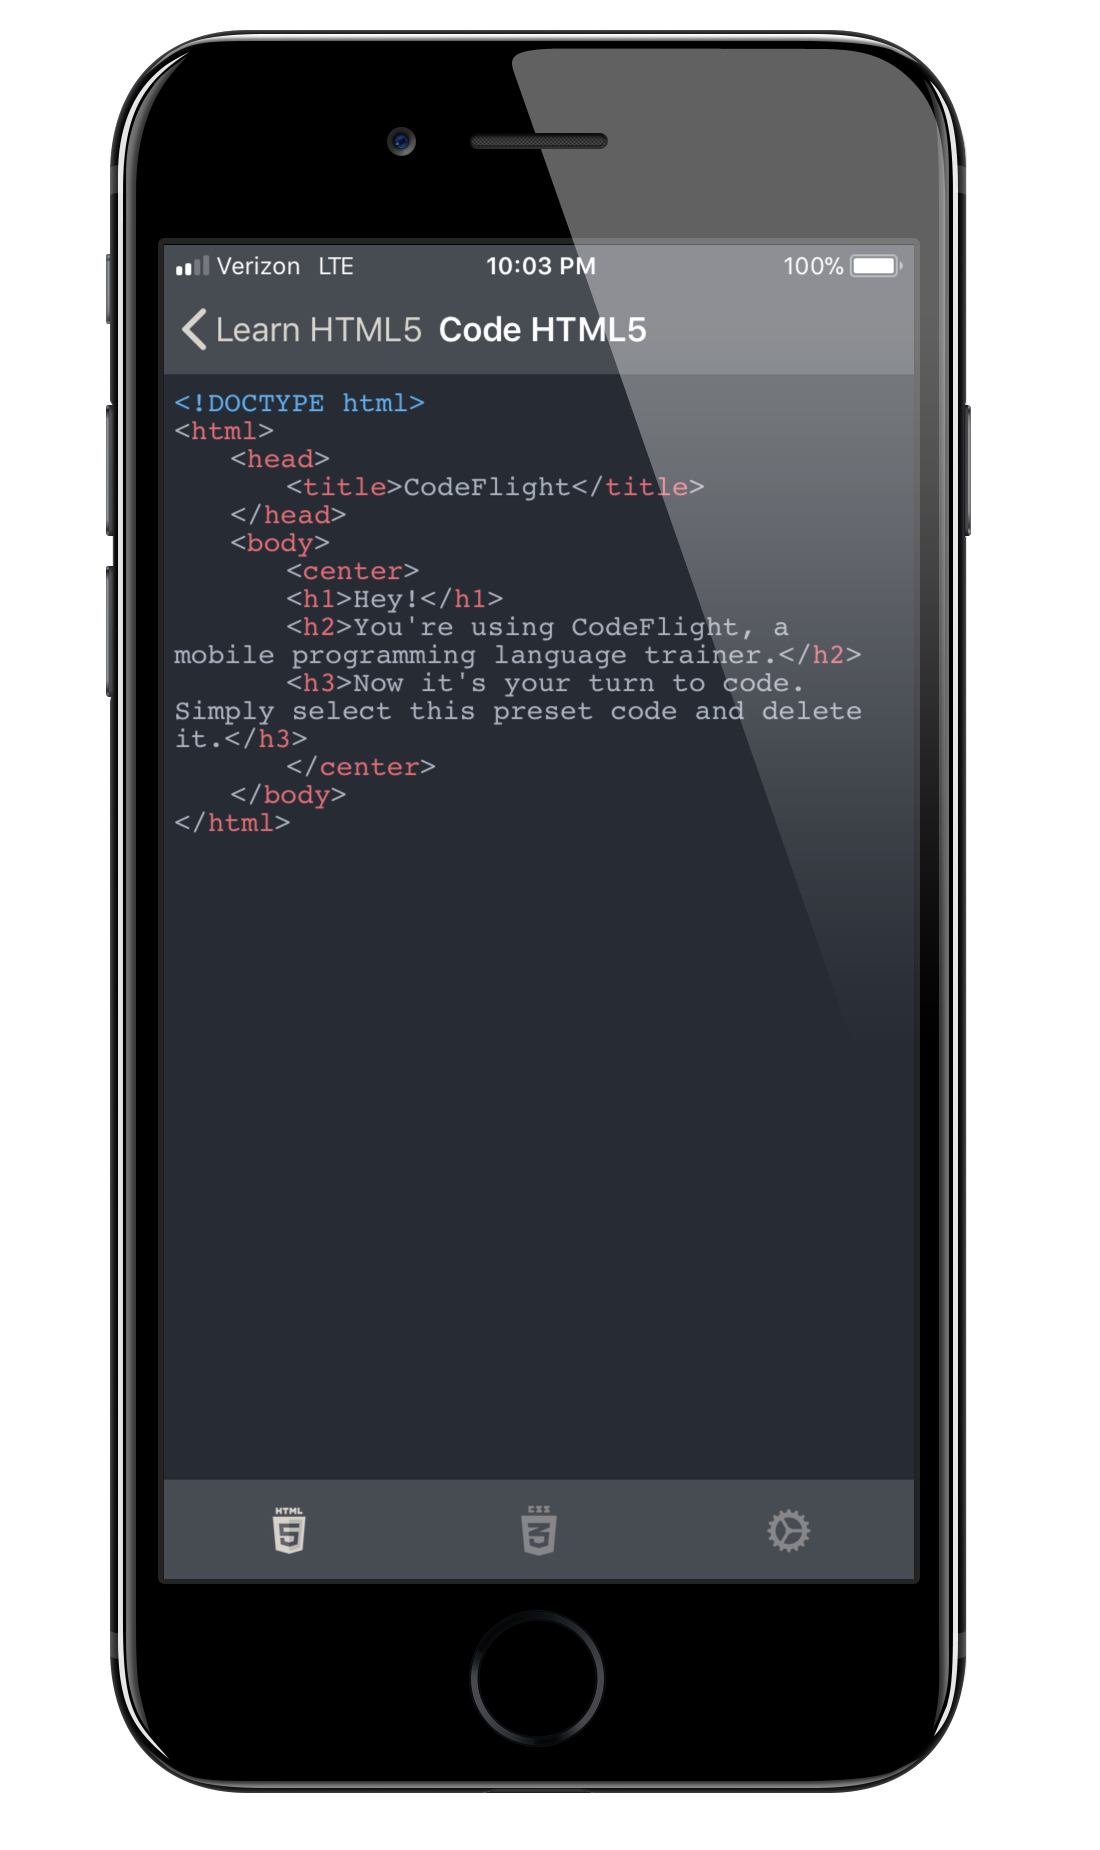 Verizon LTE 10:03 PM 100%
Learn HTML5 Code HTML5
<!DOCTYPE html>
<html>
<head>
<title>CodeFlight</title>
</head>
<body>
<center>
<h1>Hey!</h1>
<h2>You're using CodeFlight, a
mobile programming language trainer.</h2>
<h3>Now it's your turn to code.
Simply select this preset code and delete
it.</h3>
</center>
</body>
</html>
HTML CSS
5 3